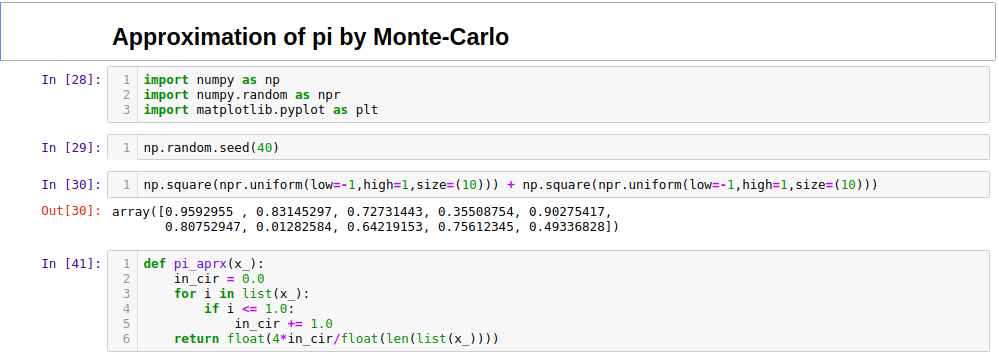 Approximation of pi by Monte-Carlo
In [28]:
1 import numpy as np
2 import numpy.random as npr
3 import matplotlib.pyplot as plt
In [29]:
1 np.random.seed(40)
In [30]:
1 np.square(npr.uniform(low=-1,high=1,size=(10))) + np.square(npr.uniform(low=-1,high=1,size=(10)))
Out[30]:
array([0.9592955 , 0.83145297, 0.72731443, 0.35508754, 0.90275417,
0.80752947, 0.01282584, 0.64219153, 0.75612345, 0.49336828])
In [41]:
1 def pi_aprx(x_):
2 in_cir = 0.0
3 for i in list(x_):
4 if i <= 1.0:
5 in_cir += 1.0
6 return float(4*in_cir/float(len(list(x_))))